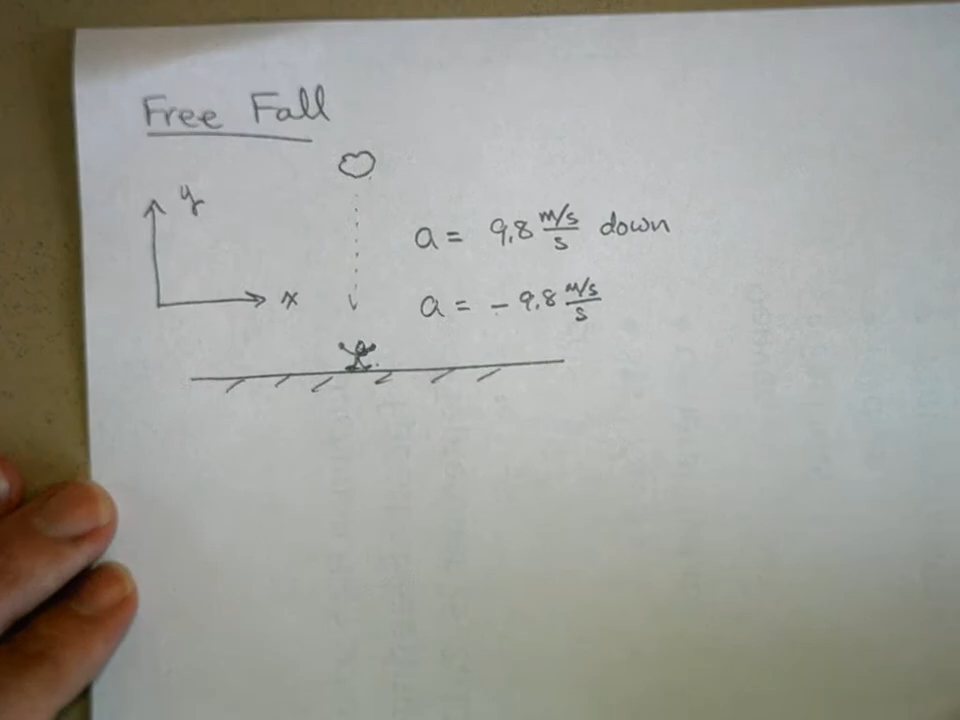 Free Fall
y
a = 9.8 m/s/s down
x
a = - 9.8 m/s/s